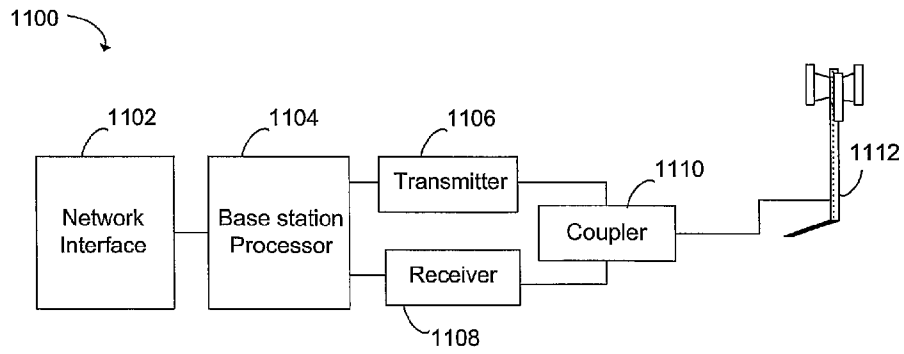 1100
1102
1104
1106
1110
1112
Network
Interface
Base station
Processor
Transmitter
Coupler
Receiver
1108